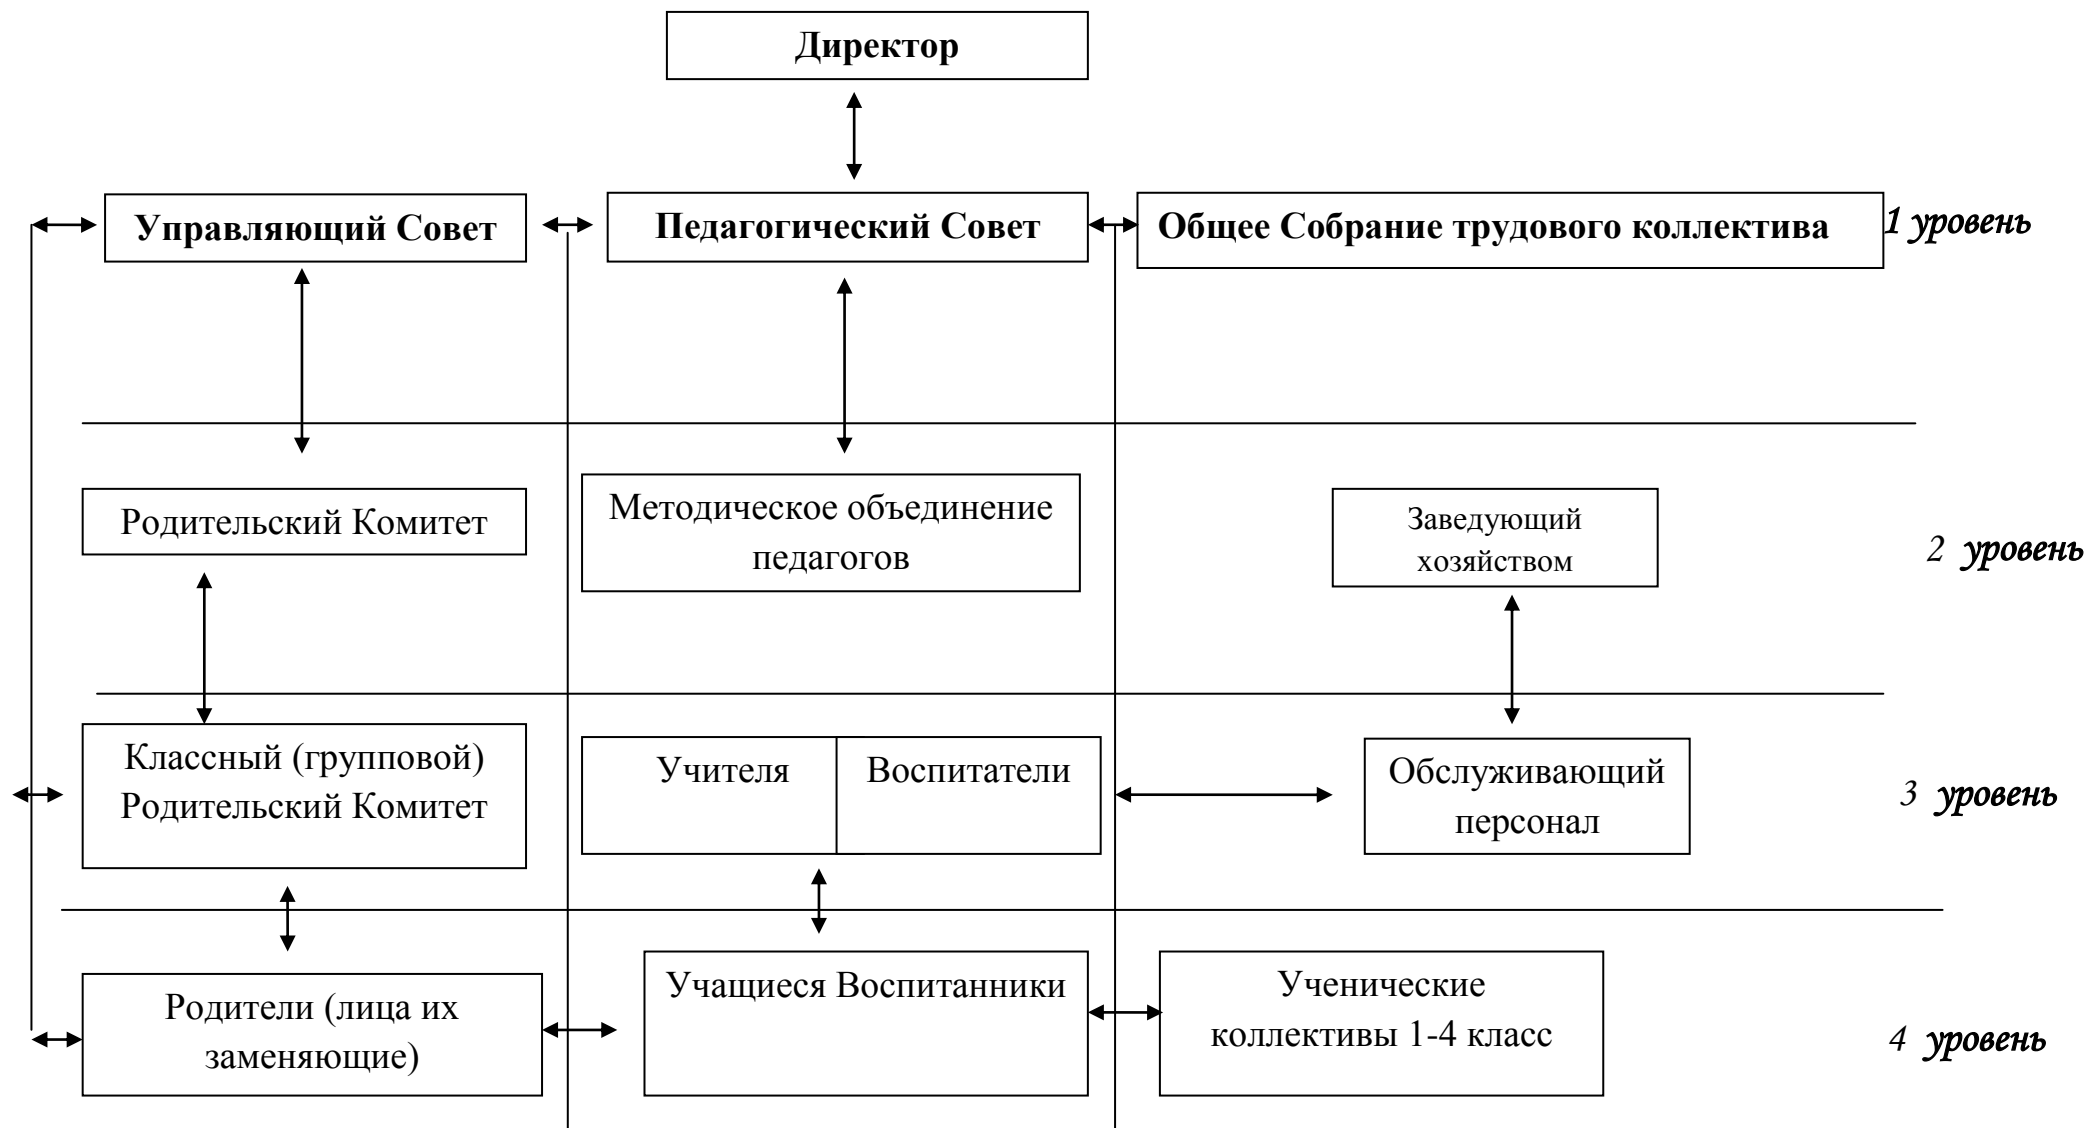 Директор
Управляющий Совет
Педагогический Совет
Общее Собрание трудового коллектива
1 уровень
Родительский Комитет
Методическое объединение
педагогов
Заведующий
хозяйством
2 уровень
Классный (групповой)
Родительский Комитет
Учителя
Воспитатели
Обслуживающий
персонал
3 уровень
Родители (лица их
заменяющие)
Учащиеся Воспитанники
Ученические
коллективы 1-4 класс
4 уровень